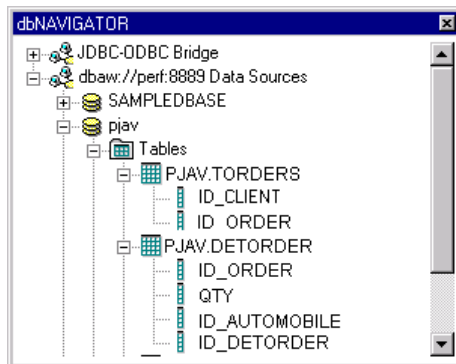 dbNAVIGATOR
JDBC-ODBC Bridge
dbaw://perf:8889 Data Sources
SAMPLEDBASE
pjav
Tables
PJAV.TORDERS
ID_CLIENT
ID_ORDER
PJAV.DETORDER
ID_ORDER
QTY
ID_AUTOMOBILE
ID_DETORDER